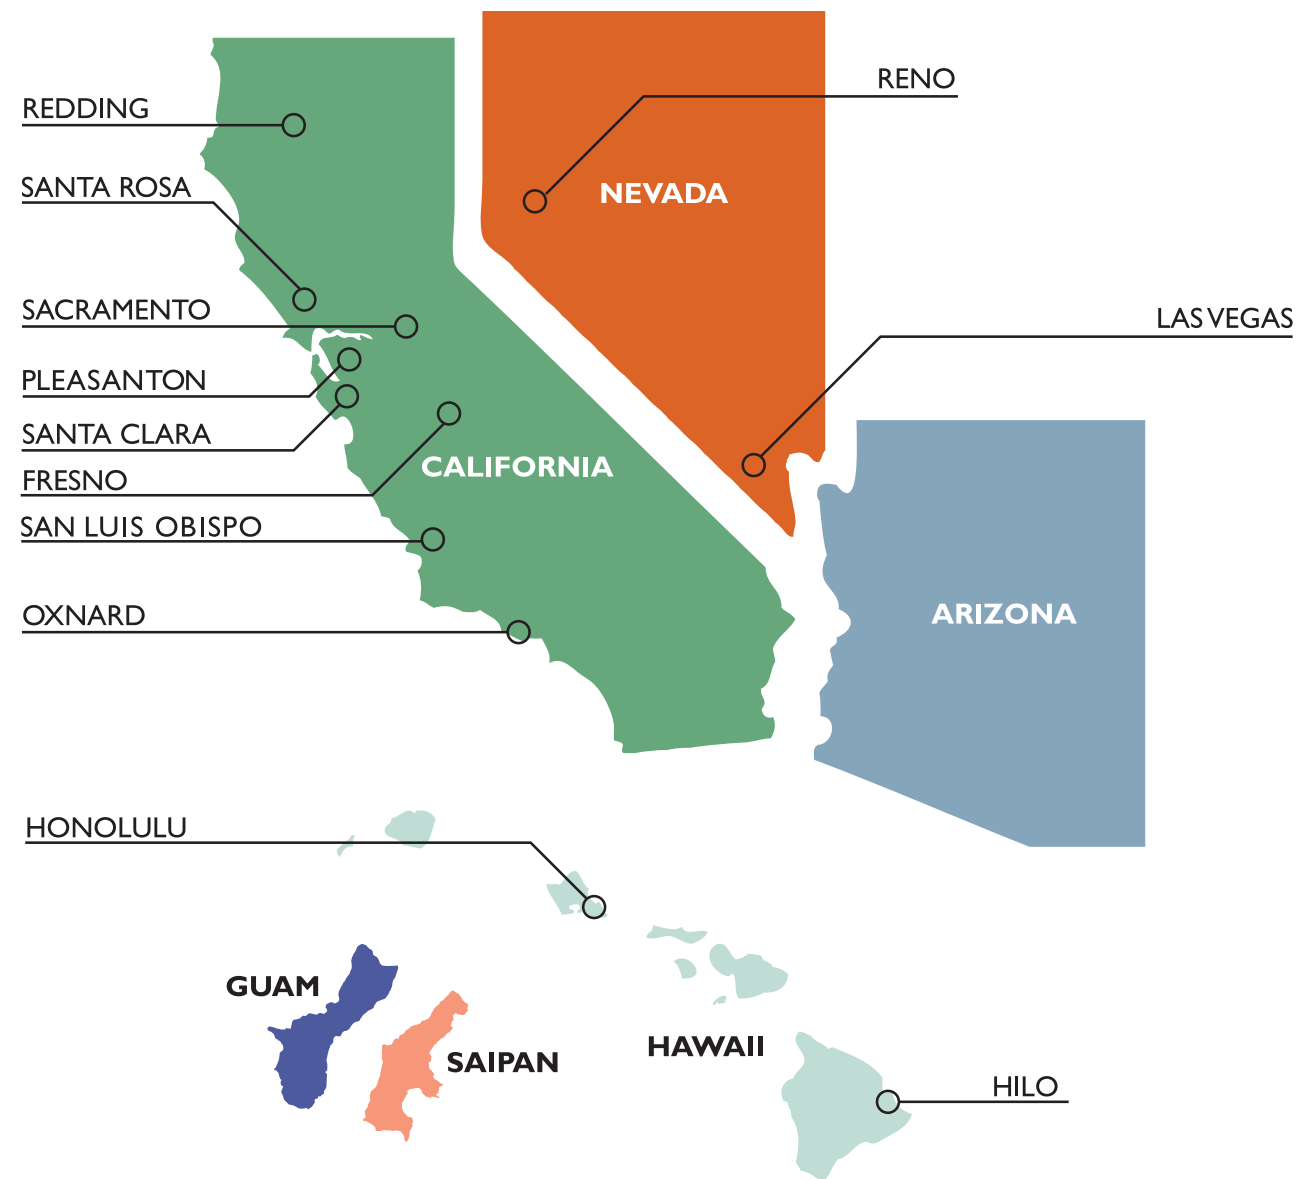 RENO
REDDING
SANTA ROSA
NEVADA
SACRAMENTO
LAS VEGAS
PLEASANTON
SANTA CLARA
CALIFORNIA
FRESNO
SAN LUIS OBISPO
OXNARD
ARIZONA
HONOLULU
GUAM
SAIPAN
HAWAII
HILO